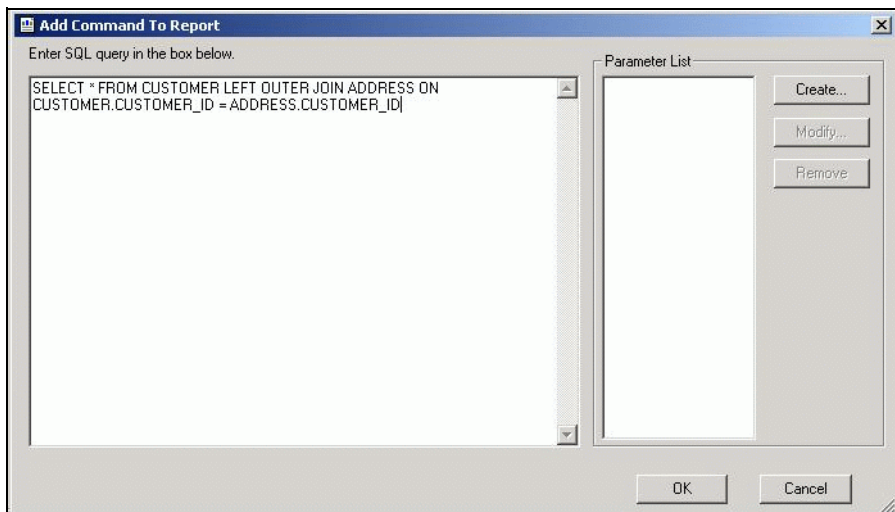 Add Command To Report
Enter SQL query in the box below.
SELECT * FROM CUSTOMER LEFT OUTER JOIN ADDRESS ON
CUSTOMER.CUSTOMER_ID = ADDRESS.CUSTOMER_ID
Parameter List
Create...
Modify...
Remove
OK
Cancel